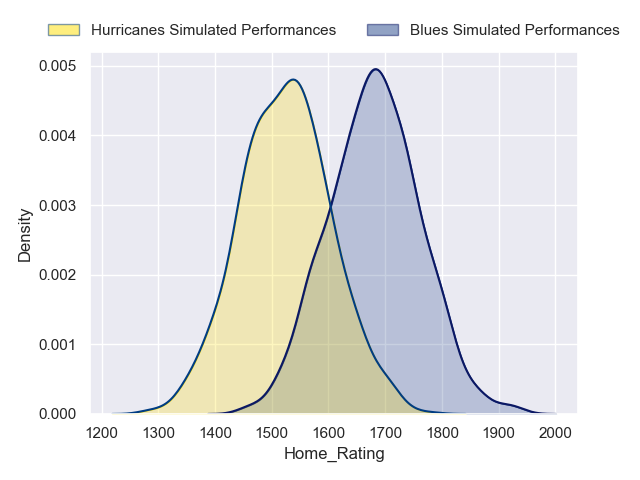 Hurricanes Simulated Performances Blues Simulated Performances
0.005
0.004
0.003
0.002
0.001
0.000
Density
1200 1300 1400 1500 1600 1700 1800 1900 2000
Home_Rating